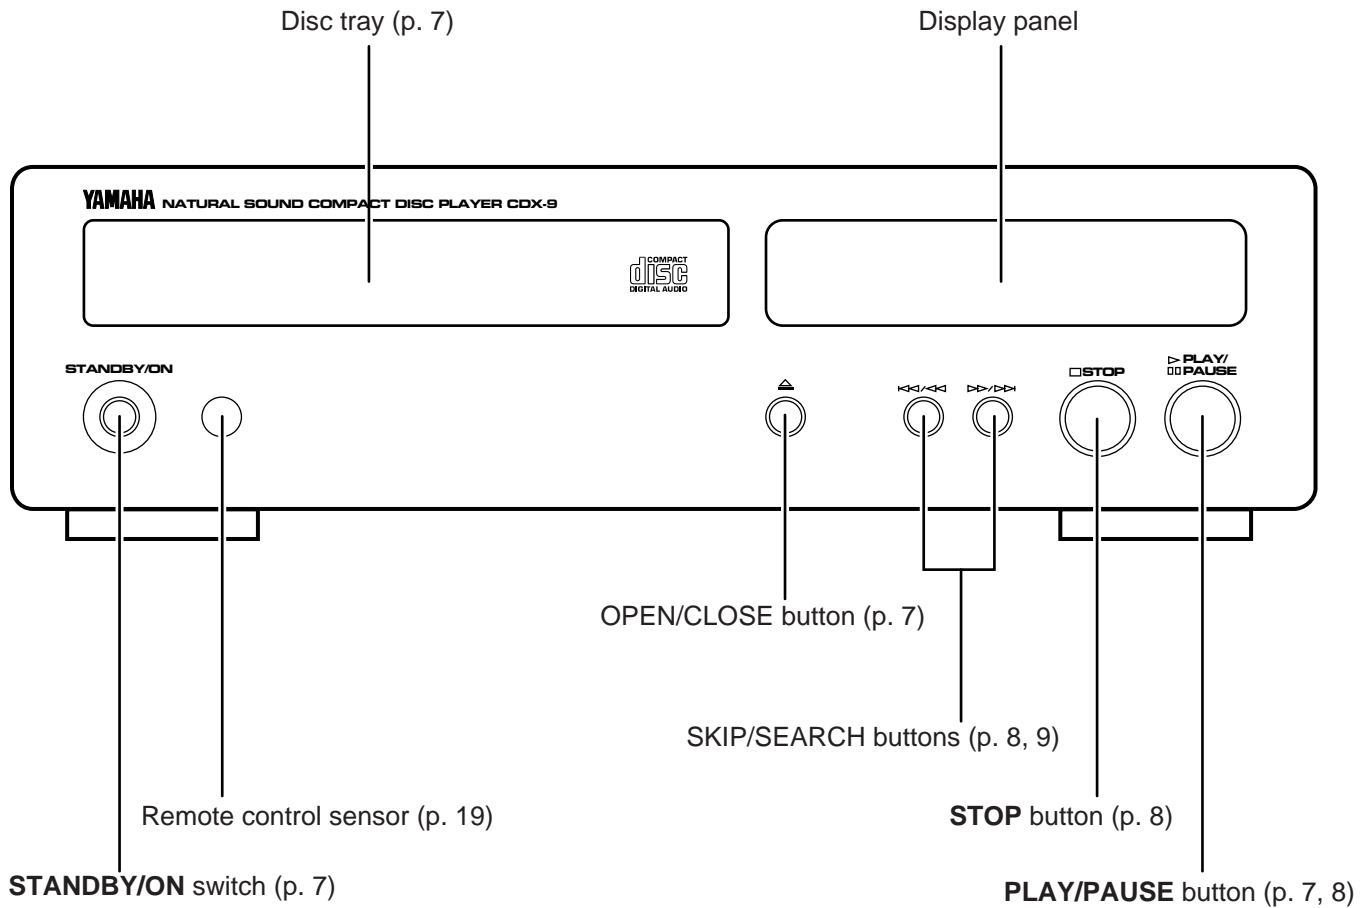 Disc tray (p. 7)
Display panel
YAMAHA NATURAL SOUND COMPACT DISC PLAYER CDX-9
COMPACT
disc
DIGITAL AUDIO
STANDBY/ON
STOP
PLAY/
PAUSE
OPEN/CLOSE button (p. 7)
SKIP/SEARCH buttons (p. 8, 9)
Remote control sensor (p. 19)
STOP button (p. 8)
STANDBY/ON switch (p. 7)
PLAY/PAUSE button (p. 7, 8)